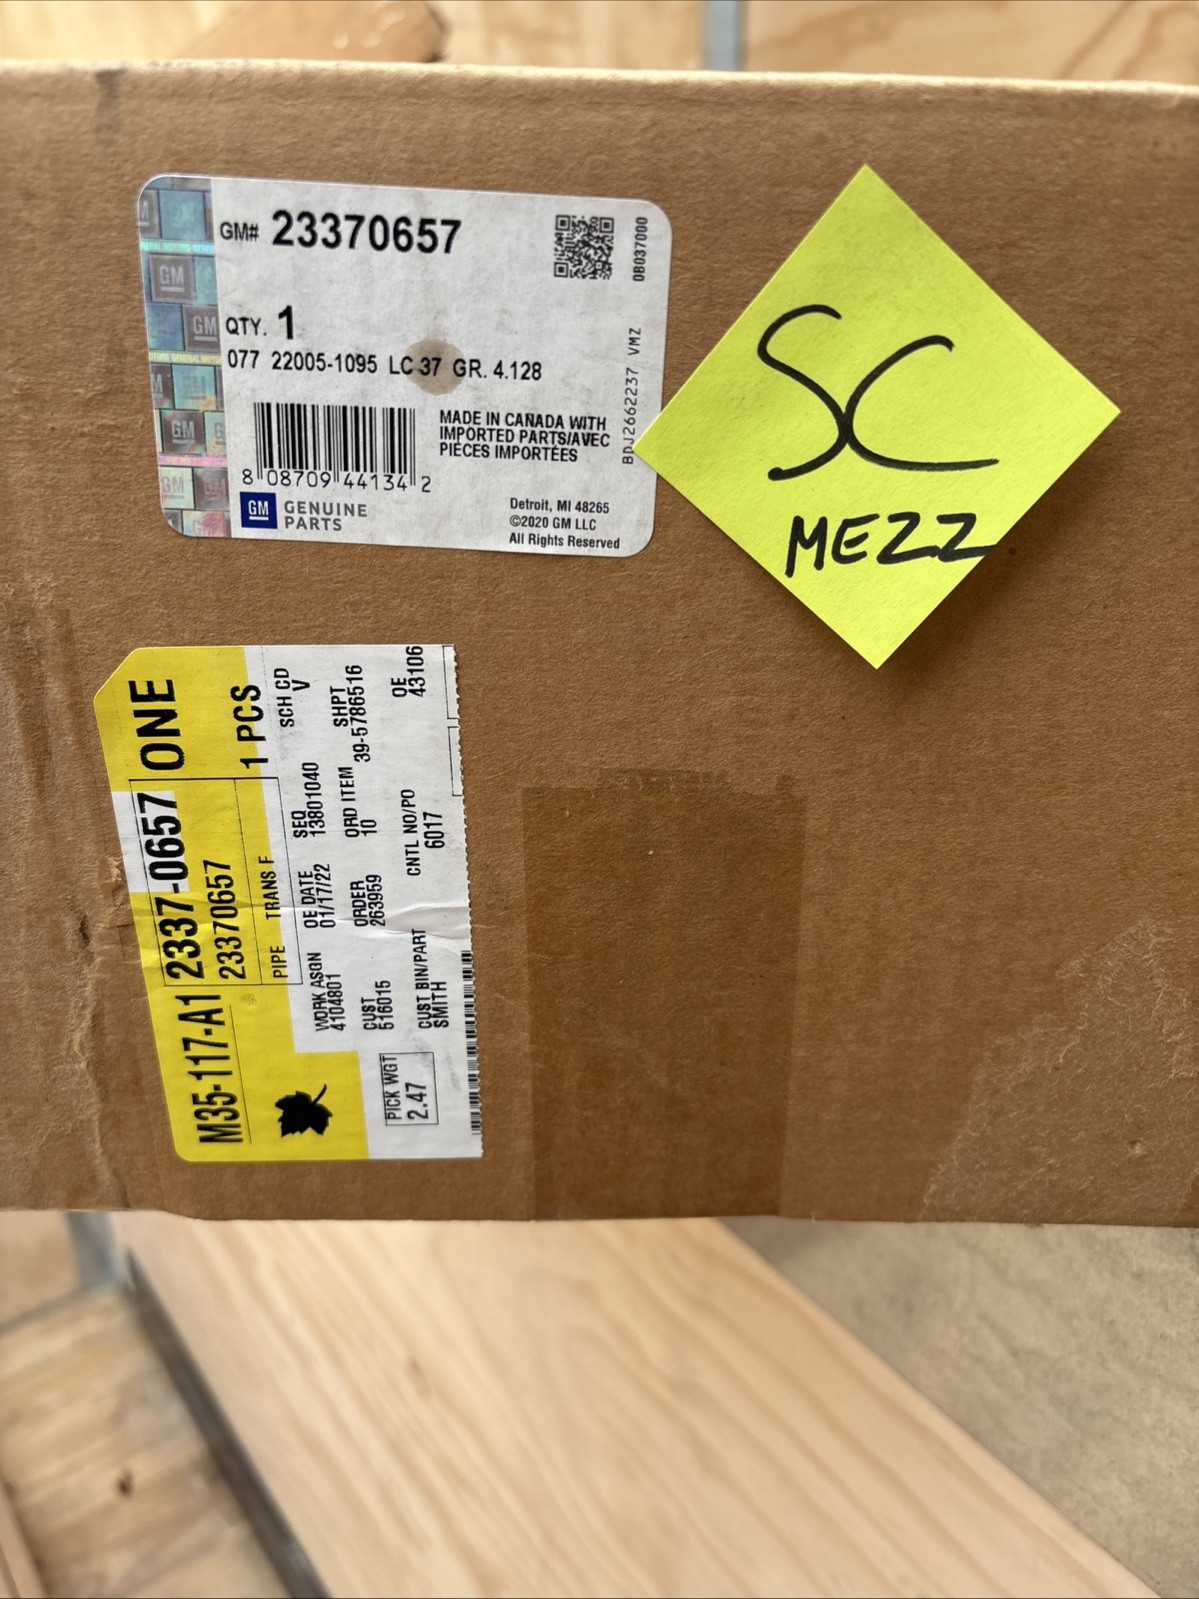 GM# 23370657
QTY. 1
077 22005-1095 LC 37 GR. 4.128
MADE IN CANADA WITH
IMPORTED PARTS/AVEC
PIÈCES IMPORTÉES
8 08709 44134 2
GM GENUINE
PARTS
Detroit, MI 48265
©2020 GM LLC
All Rights Reserved
0B037000
BDJ2662237 VMZ
SC
MEZZ
M35-117-A1 2337-0657 ONE
23370657 1 PCS
PIPE TRANS F
WORK ASGN OE DATE SEQ SCH CD
4104801 01/17/22 13801040 V
CUST ORDER ORD ITEM SHPT
516015 263959 10 39-5786516
CUST BIN/PART CNTL NO/PO OE
SMITH 6017 43106
PICK WGT
2.47